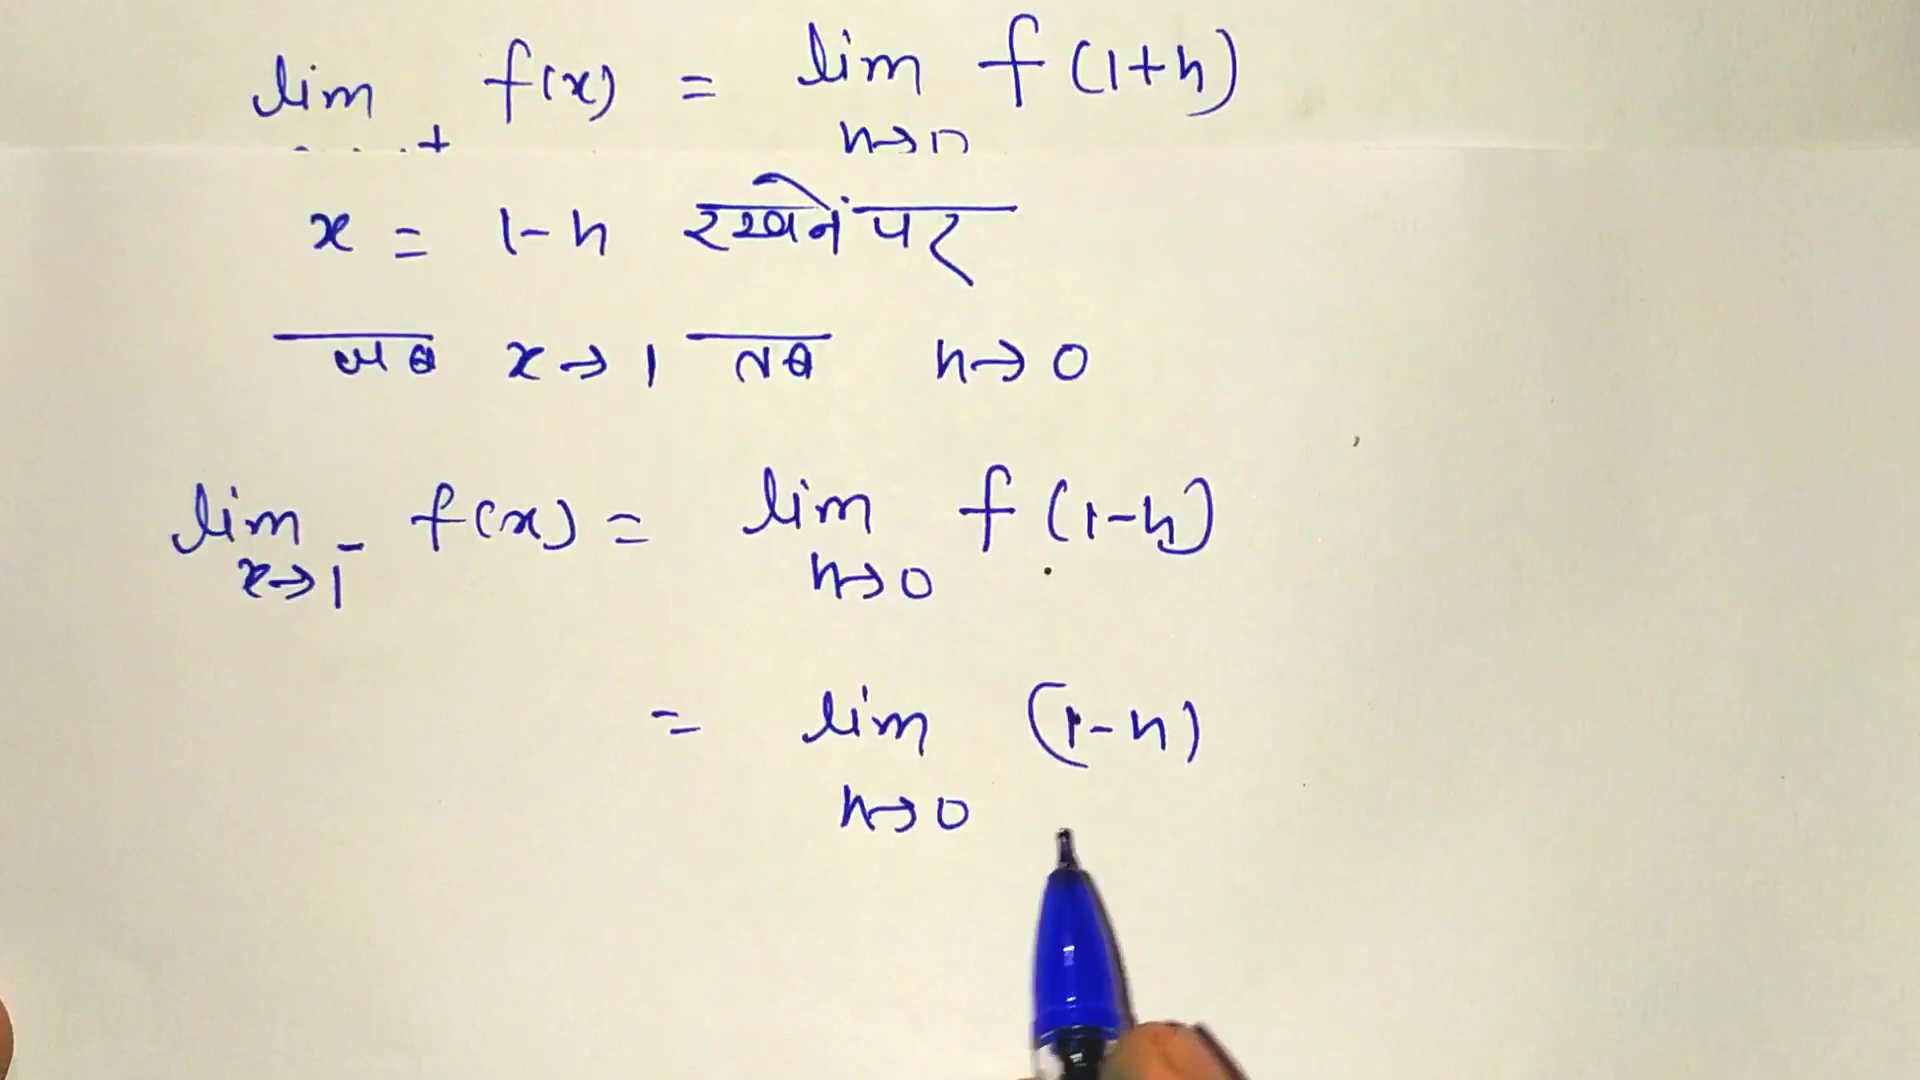 lim f(x) = lim f(1+h)
+ h→0
x = 1-h रखनें पर
जब x→1 तब h→0
lim f(x) = lim f(1-h)
x→1⁻ h→0
= lim (1-h)
h→0